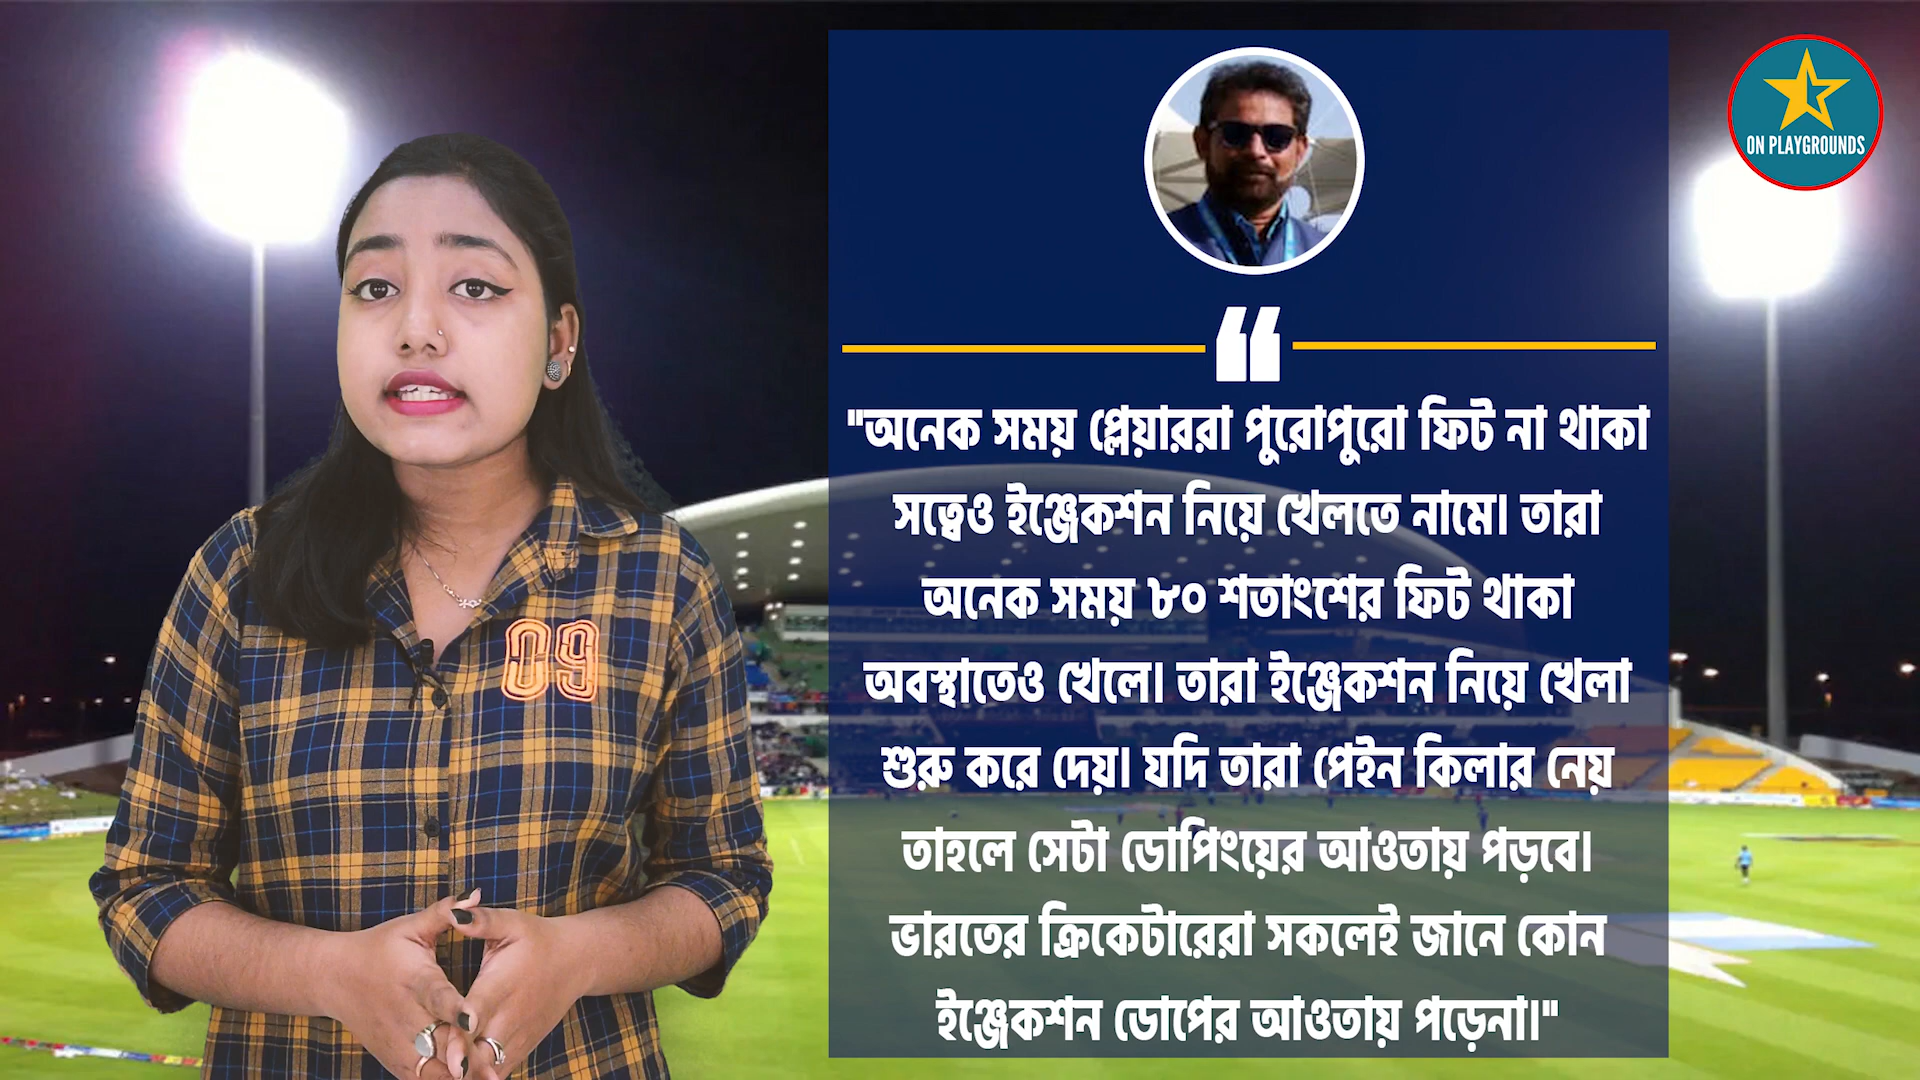 ON PLAYGROUNDS
"অনেক সময় প্লেয়াররা পুরোপুরো ফিট না থাকা
সত্বেও ইঞ্জেকশন নিয়ে খেলতে নামে। তারা
অনেক সময় ৮০ শতাংশের ফিট থাকা
অবস্থাতেও খেলে। তারা ইঞ্জেকশন নিয়ে খেলা
শুরু করে দেয়। যদি তারা পেইন কিলার নেয়
তাহলে সেটা ডোপিংয়ের আওতায় পড়বে।
ভারতের ক্রিকেটারেরা সকলেই জানে কোন
ইঞ্জেকশন ডোপের আওতায় পড়েনা।"
09